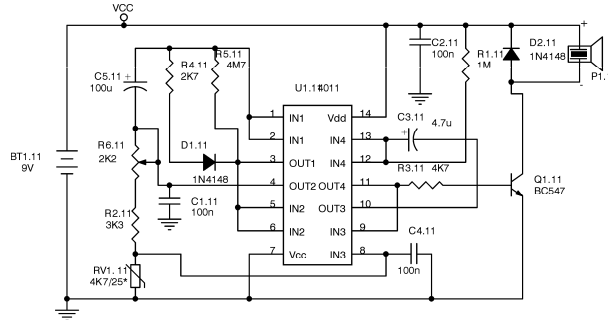 VCC
+
C5.11
100u
+
R4.11
2K7
R5.11
4M7
C2.11
100n
R1.11
1M
D2.11
1N4148
P1.
-
U1.11
4011
1
IN1
Vdd
14
2
IN1
IN4
13
3
OUT1
IN4
12
4
OUT2
OUT4
11
5
IN2
OUT3
10
6
IN2
IN3
9
7
Vcc
IN3
8
C3.11
4.7u
+
R3.11
4K7
Q1.11
BC547
BT1.11
9V
R6.11
2K2
D1.11
1N4148
C1.11
100n
R2.11
3K3
RV1.11
4K7/25*
C4.11
100n